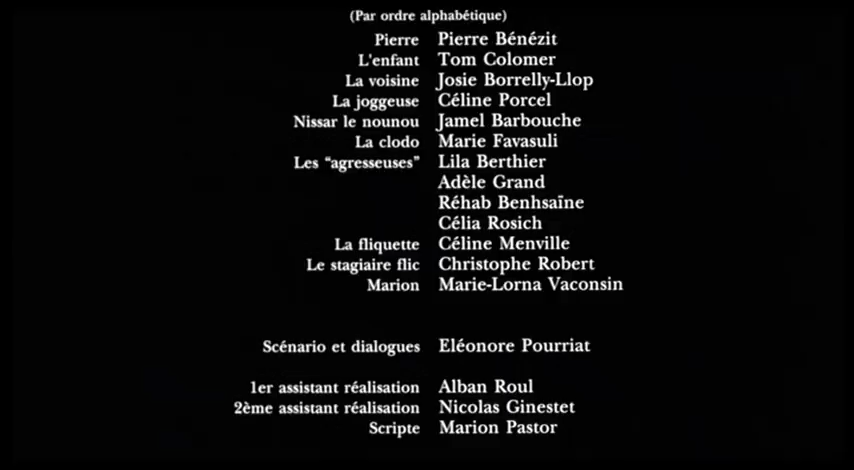 (Par ordre alphabétique)
Pierre Pierre Bénézit
L'enfant Tom Colomer
La voisine Josie Borrelly-Llop
La joggeuse Céline Porcel
Nissar le nounou Jamel Barbouche
La clodo Marie Favasuli
Les “agresseuses” Lila Berthier
Adèle Grand
Réhab Benhsaïne
Célia Rosich
La fliquette Céline Menville
Le stagiaire flic Christophe Robert
Marion Marie-Lorna Vaconsin
Scénario et dialogues Eléonore Pourriat
1er assistant réalisation Alban Roul
2ème assistant réalisation Nicolas Ginestet
Scripte Marion Pastor